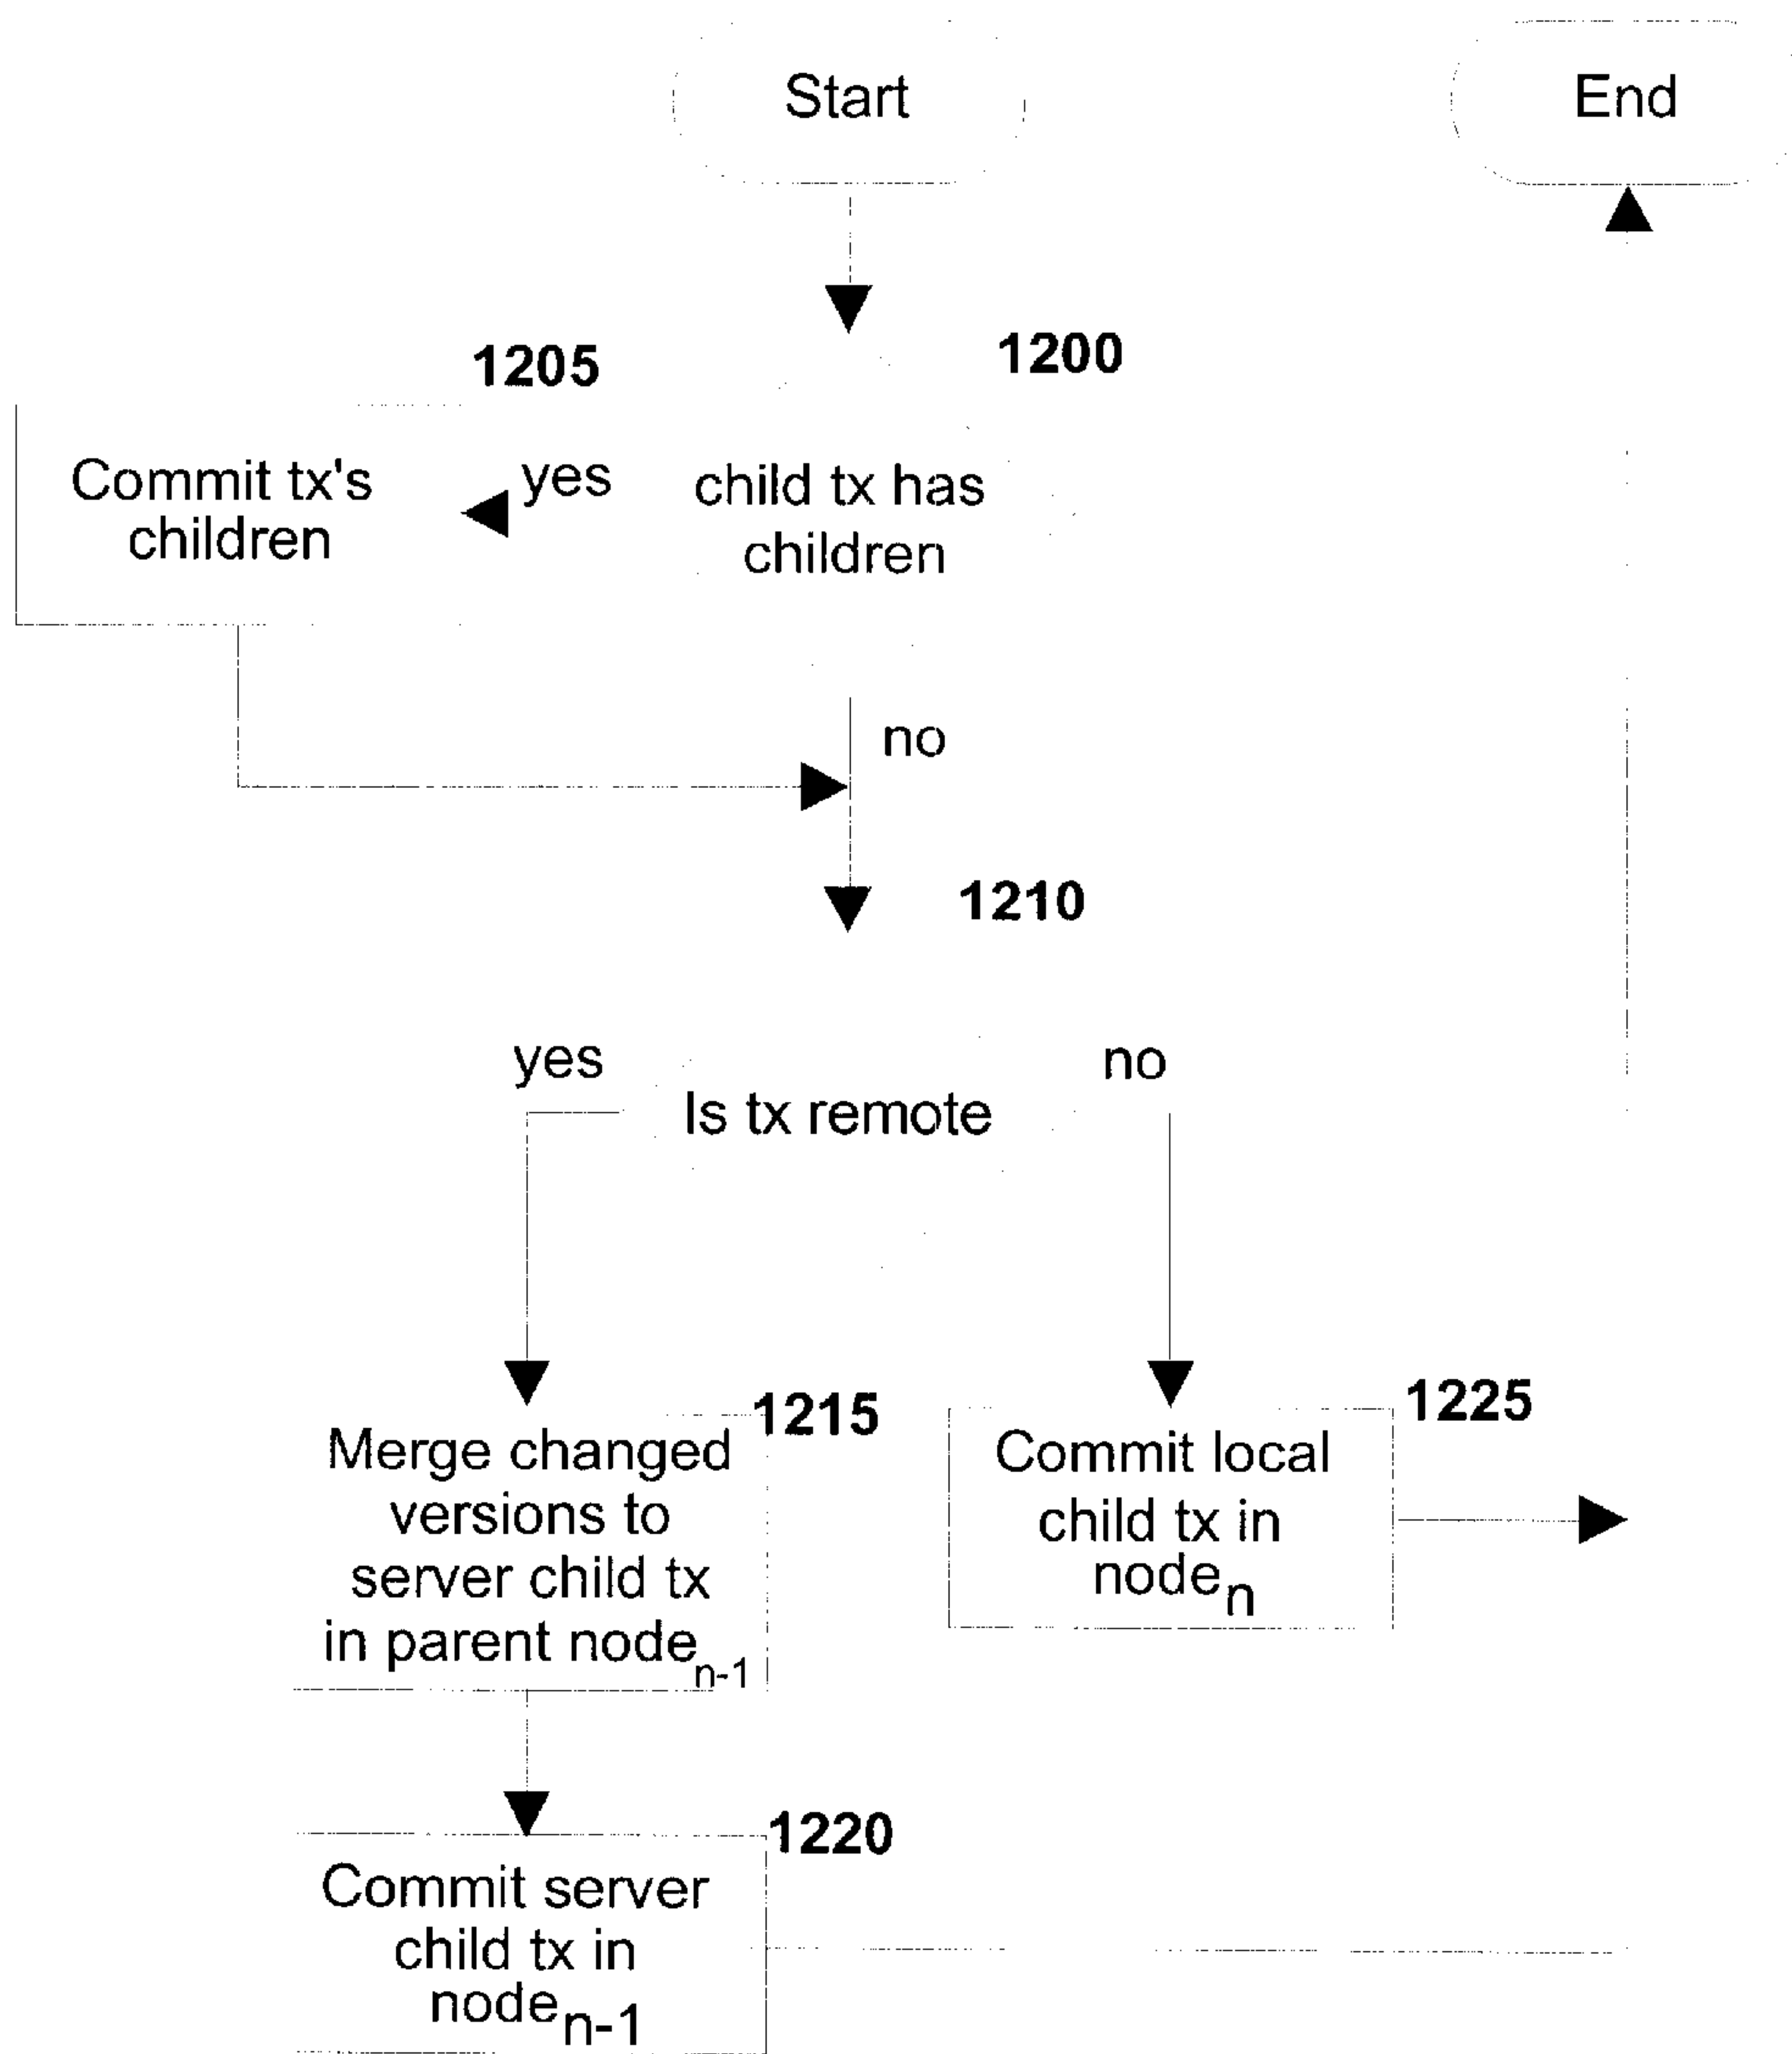 Start
End
1205
1200
Commit tx's
children
yes
child tx has
children
no
1210
yes
no
Is tx remote
1215
Merge changed
versions to
server child tx
in parent node n-1
1225
Commit local
child tx in
node n
1220
Commit server
child tx in
node n-1